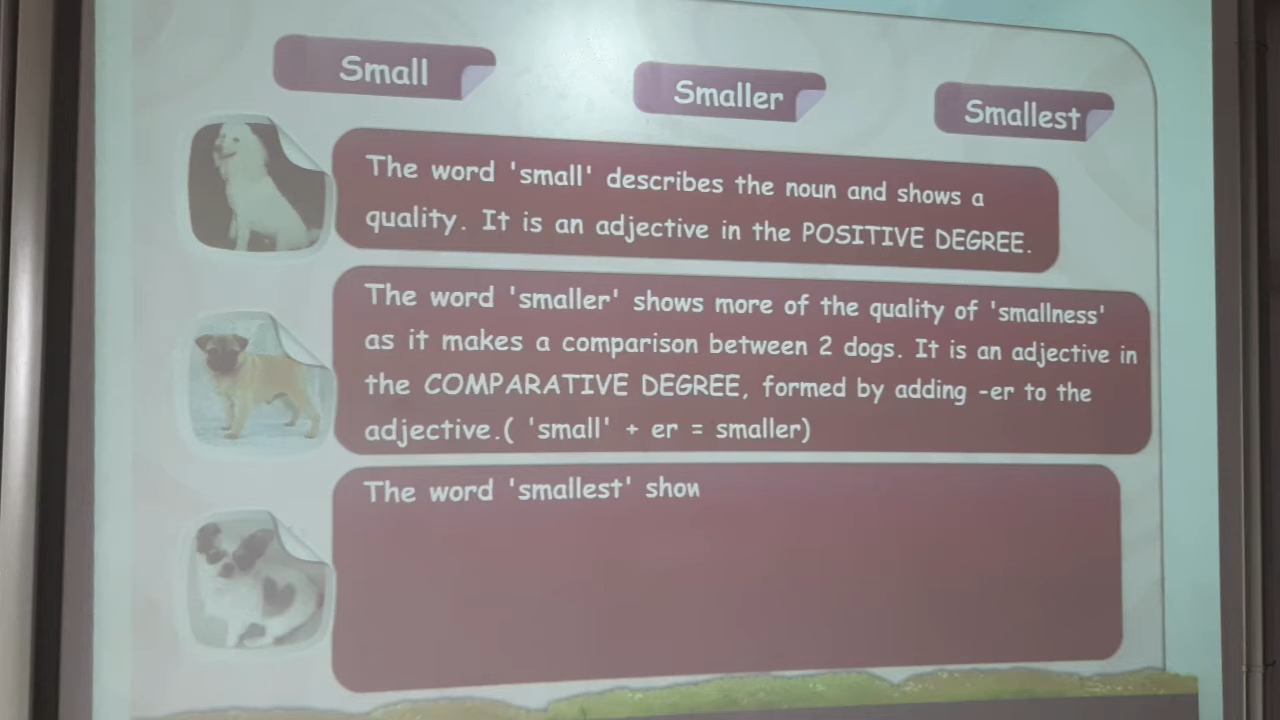 Small
Smaller
Smallest
The word 'small' describes the noun and shows a
quality. It is an adjective in the POSITIVE DEGREE.
The word 'smaller' shows more of the quality of 'smallness'
as it makes a comparison between 2 dogs. It is an adjective in
the COMPARATIVE DEGREE, formed by adding -er to the
adjective.( 'small' + er = smaller)
The word 'smallest' show